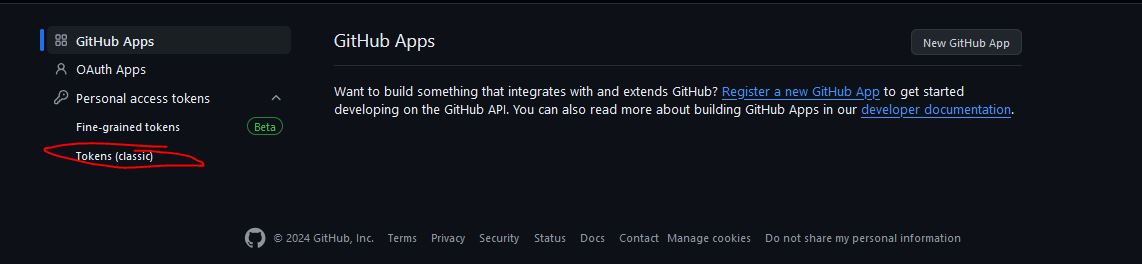 GitHub Apps
OAuth Apps
Personal access tokens
Fine-grained tokens Beta
Tokens (classic)
GitHub Apps New GitHub App
Want to build something that integrates with and extends GitHub? Register a new GitHub App to get started
developing on the GitHub API. You can also read more about building GitHub Apps in our developer documentation.
© 2024 GitHub, Inc. Terms Privacy Security Status Docs Contact Manage cookies Do not share my personal information